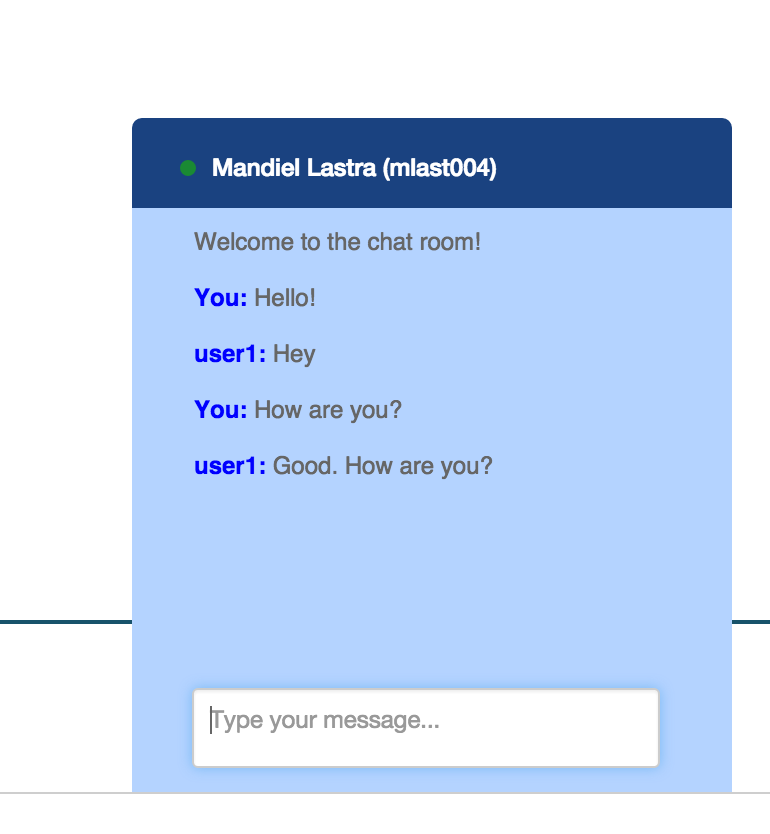 Mandiel Lastra (mlast004)
Welcome to the chat room!
You: Hello!
user1: Hey
You: How are you?
user1: Good. How are you?
Type your message...